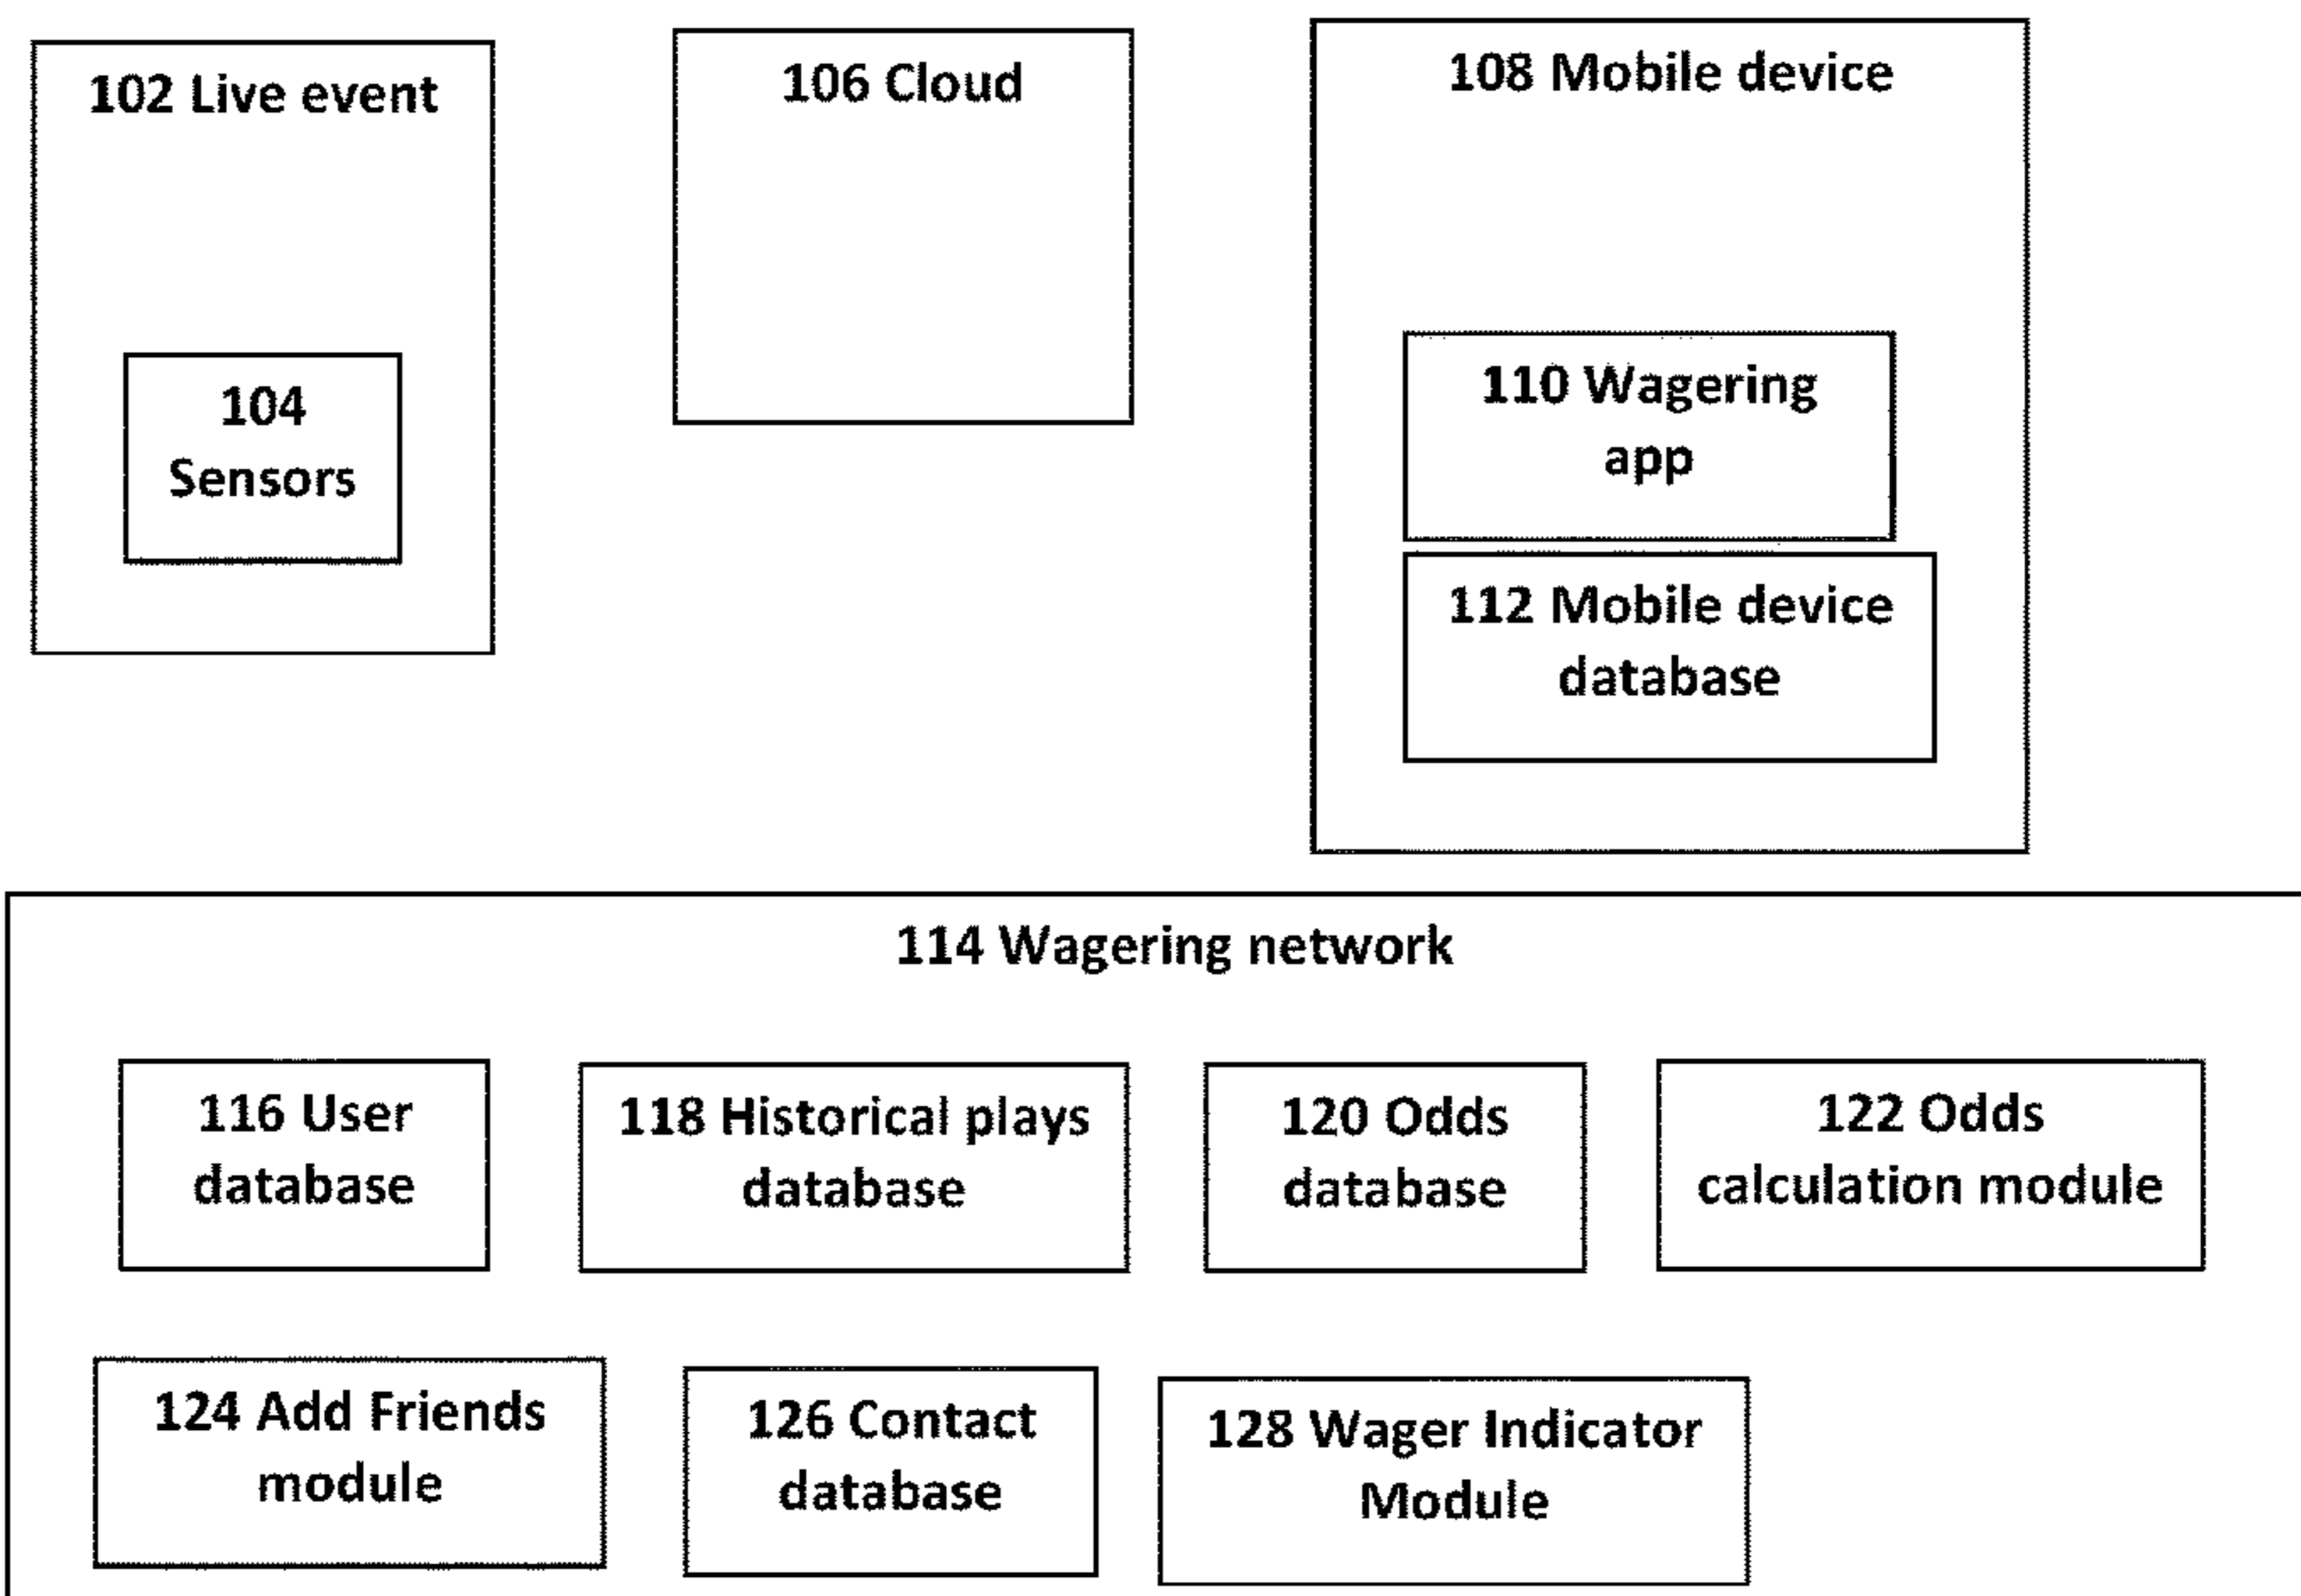 102 Live event
104
Sensors
106 Cloud
108 Mobile device
110 Wagering
app
112 Mobile device
database
114 Wagering network
116 User
database
118 Historical plays
database
120 Odds
database
122 Odds
calculation module
124 Add Friends
module
126 Contact
database
128 Wager Indicator
Module